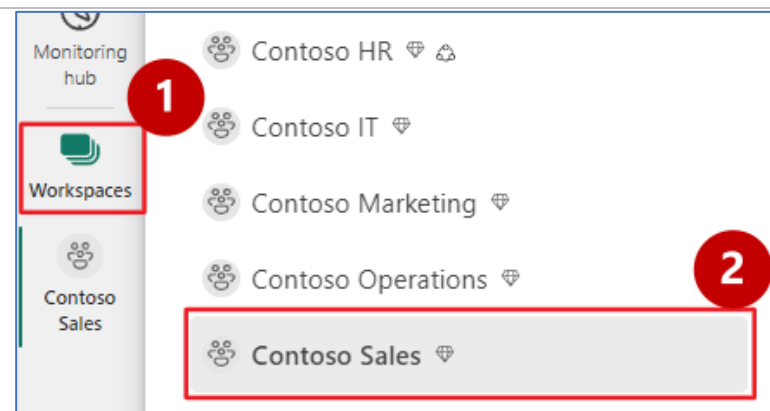 Monitoring
hub
1
Workspaces
Contoso
Sales
Contoso HR
Contoso IT
Contoso Marketing
Contoso Operations
2
Contoso Sales